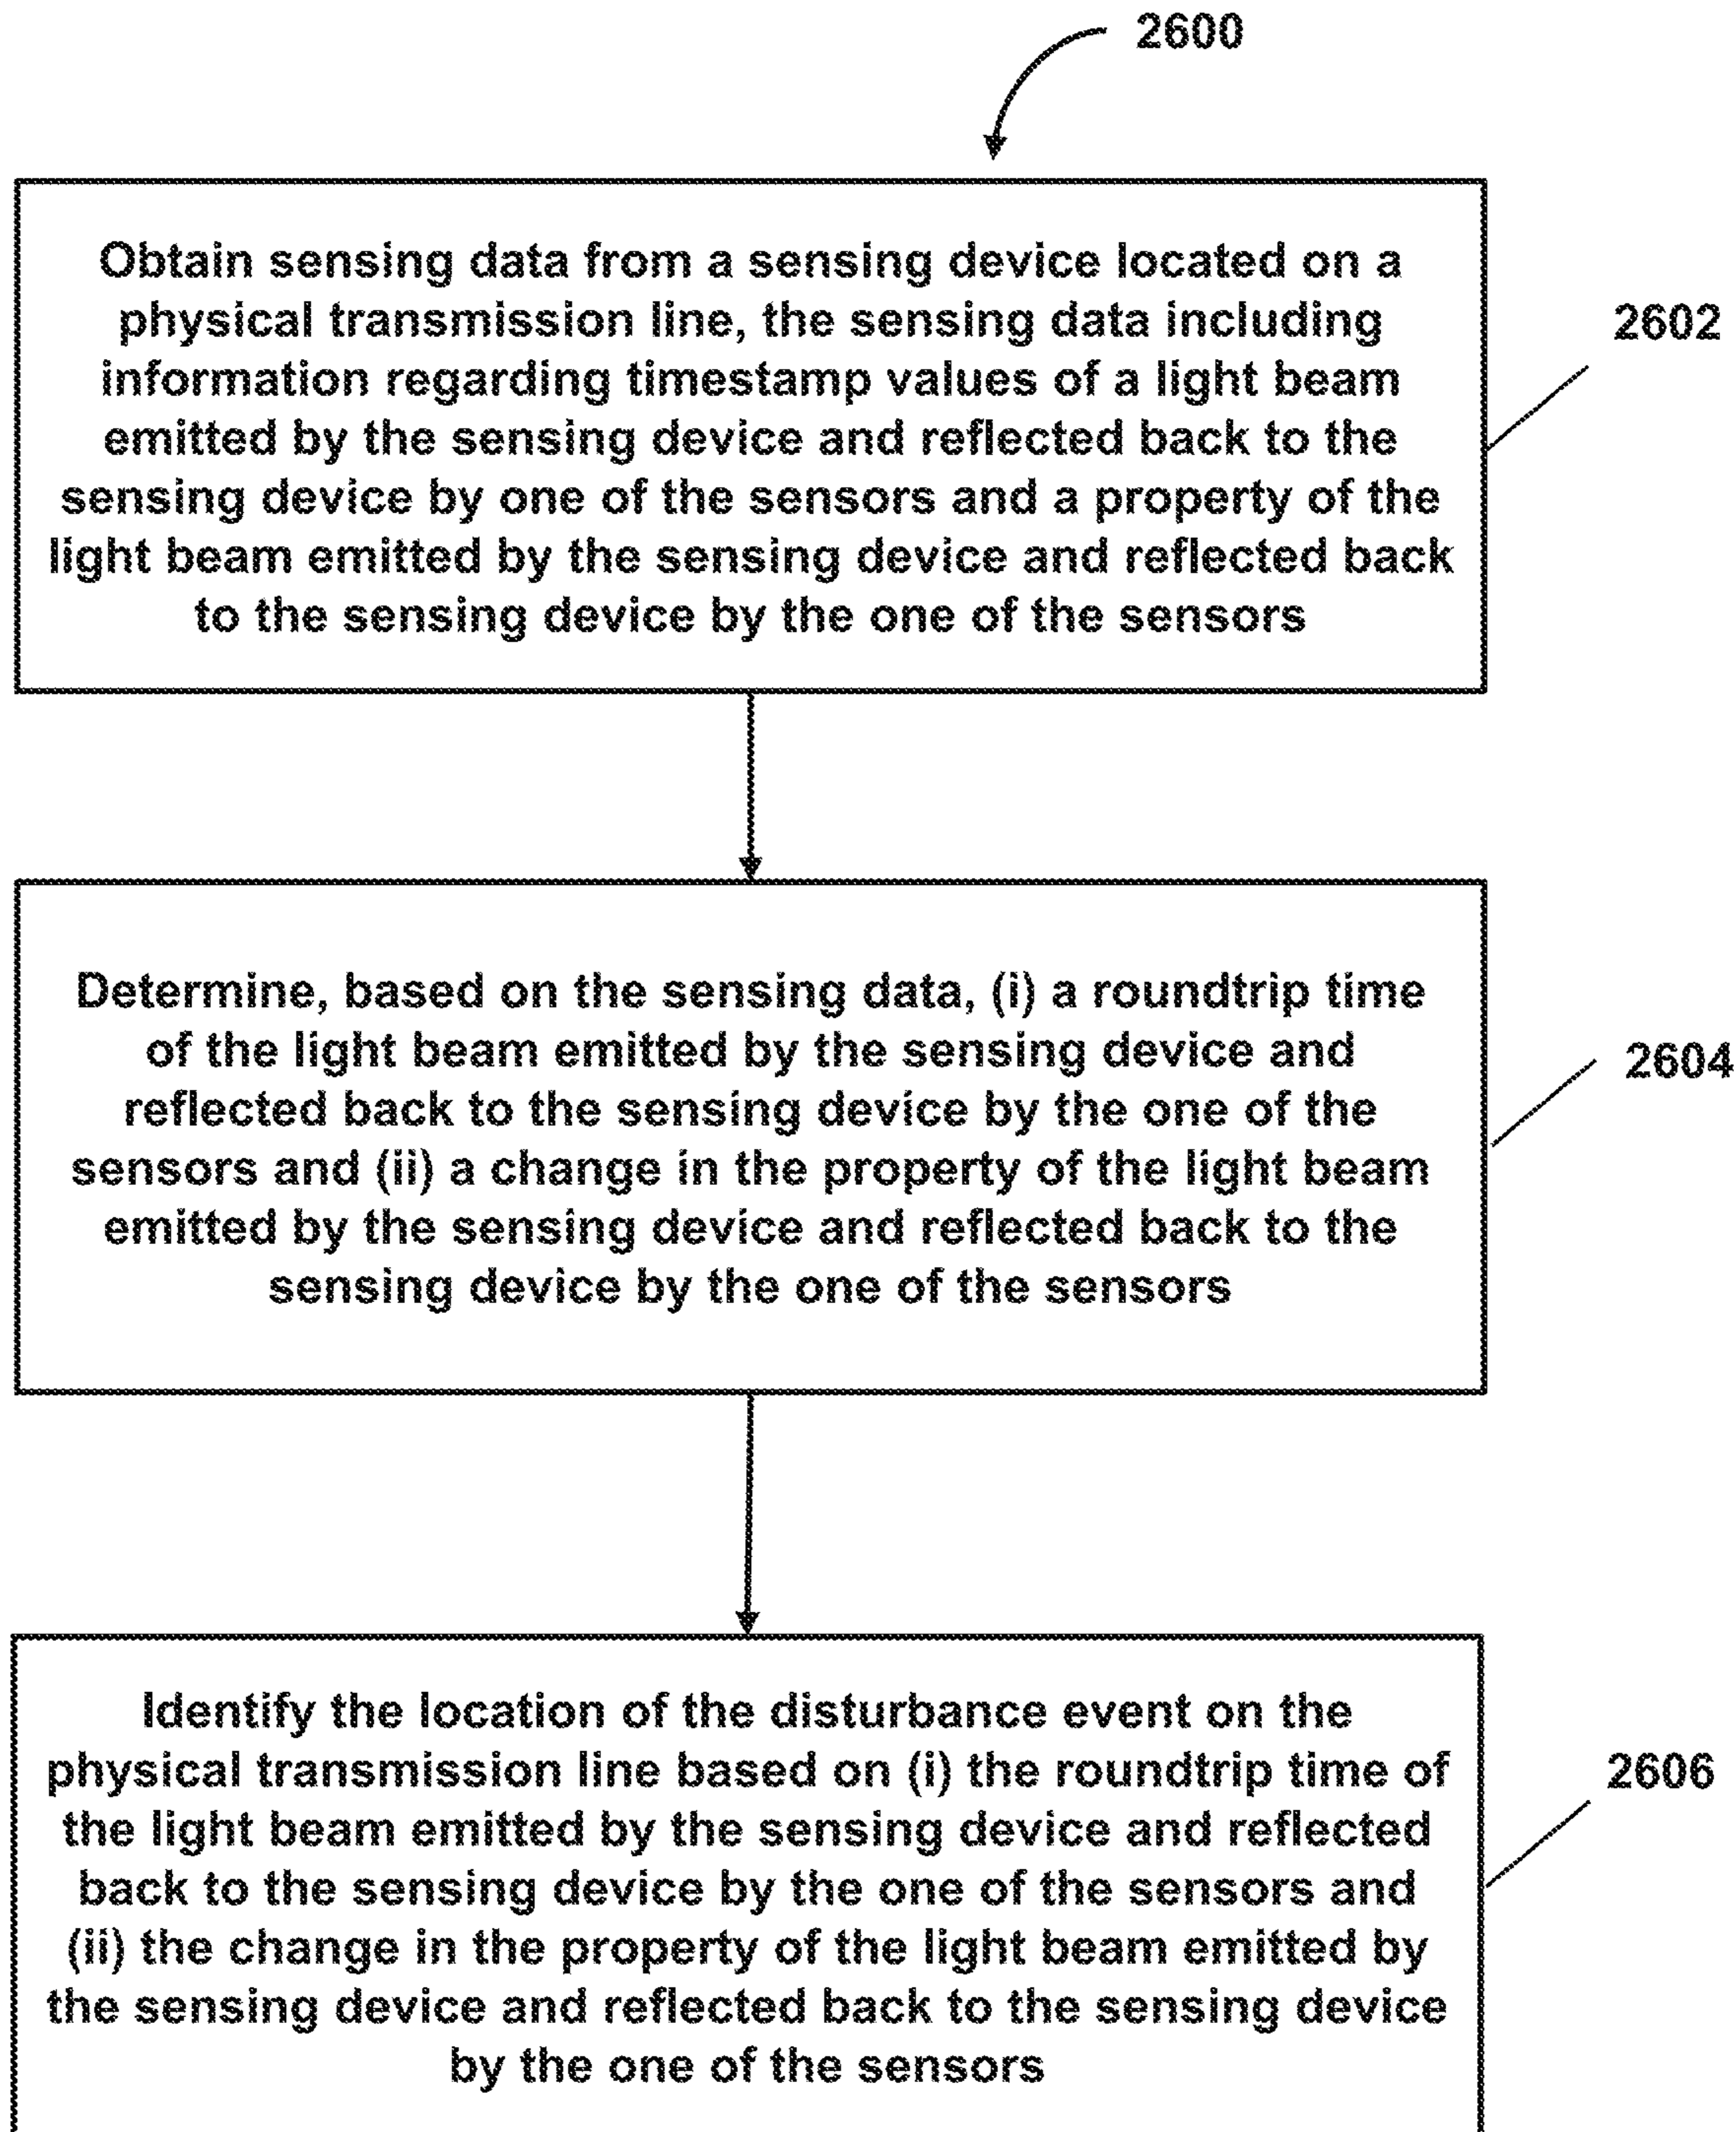 2600
Obtain sensing data from a sensing device located on a
physical transmission line, the sensing data including
information regarding timestamp values of a light beam
emitted by the sensing device and reflected back to the
sensing device by one of the sensors and a property of the
light beam emitted by the sensing device and reflected back
to the sensing device by the one of the sensors
2602
Determine, based on the sensing data, (i) a roundtrip time
of the light beam emitted by the sensing device and
reflected back to the sensing device by the one of the
sensors and (ii) a change in the property of the light beam
emitted by the sensing device and reflected back to the
sensing device by the one of the sensors
2604
Identify the location of the disturbance event on the
physical transmission line based on (i) the roundtrip time of
the light beam emitted by the sensing device and reflected
back to the sensing device by the one of the sensors and
(ii) the change in the property of the light beam emitted by
the sensing device and reflected back to the sensing device
by the one of the sensors
2606